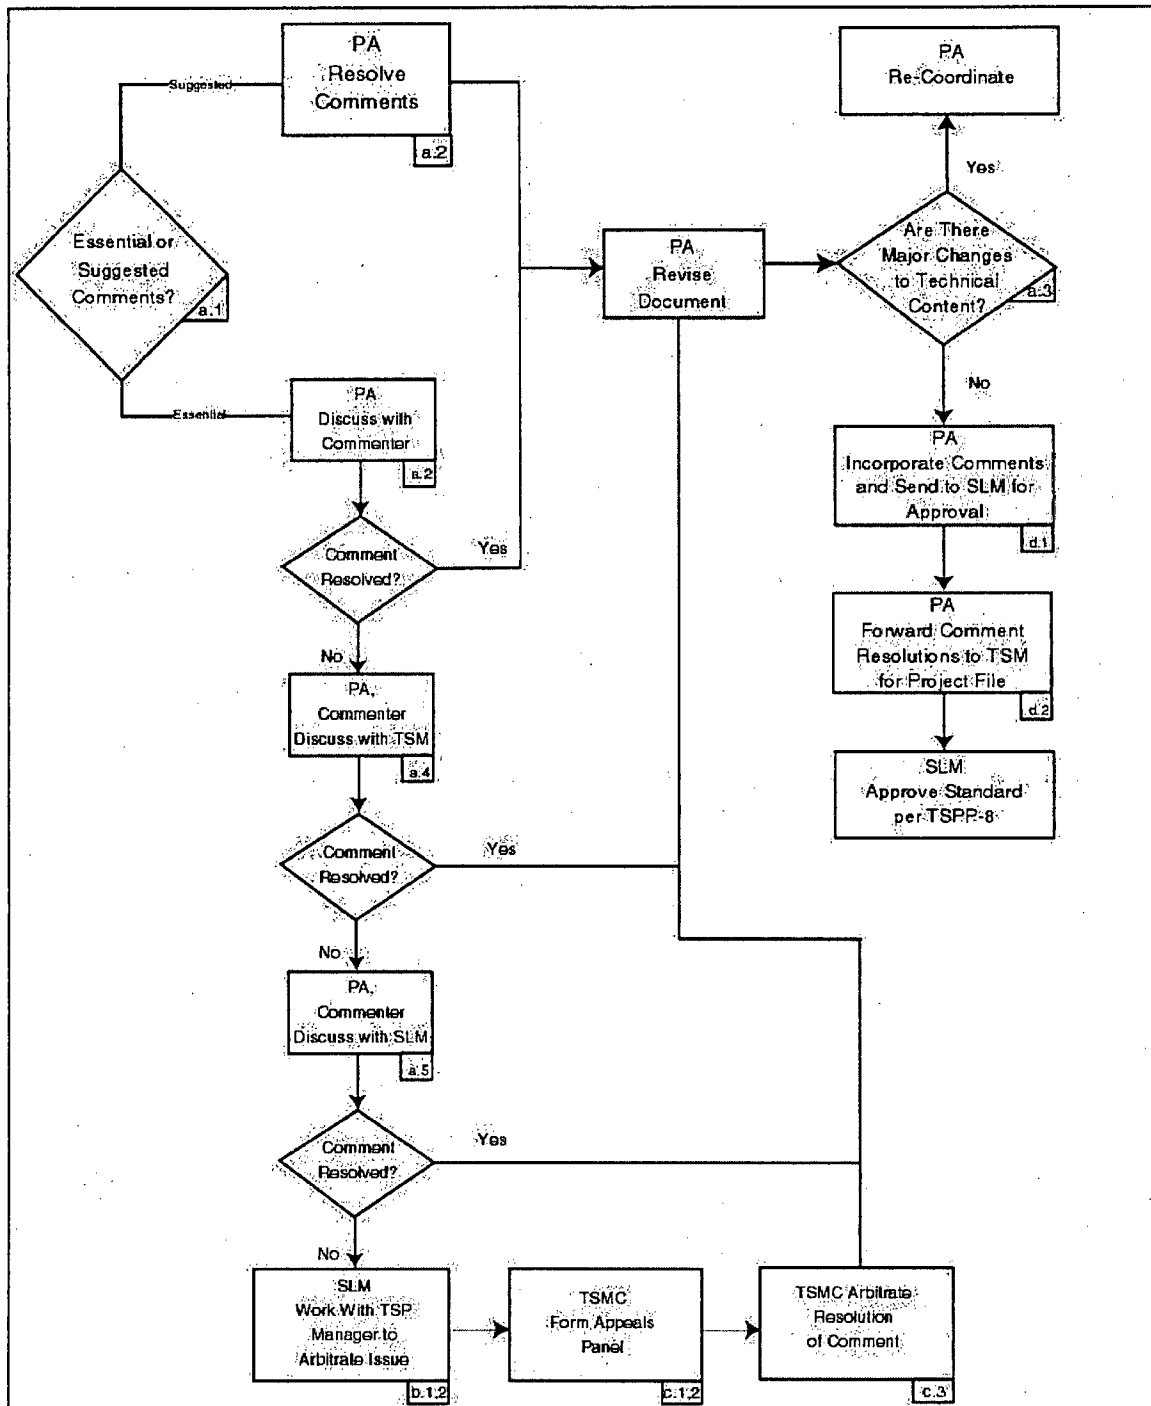 PA
Resolve
Comments
a.2
Suggested
Essential or
Suggested
Comments?
a.1
Essential
PA
Discuss with
Commenter
a.2
Comment
Resolved?
Yes
No
PA,
Commenter
Discuss with TSM
a.4
Comment
Resolved?
Yes
No
PA,
Commenter
Discuss with SLM
a.5
Comment
Resolved?
Yes
No
SLM
Work With TSP
Manager to
Arbitrate Issue
b.1,2
TSMC
Form Appeals
Panel
c.1,2
TSMC Arbitrate
Resolution
of Comment
c.3
PA
Revise
Document
Are There
Major Changes
to Technical
Content?
a.3
Yes
PA
Re-Coordinate
No
PA
Incorporate Comments
and Send to SLM for
Approval
d.1
PA
Forward Comment
Resolutions to TSM
for Project File
d.2
SLM
Approve Standard
per TSPP-8